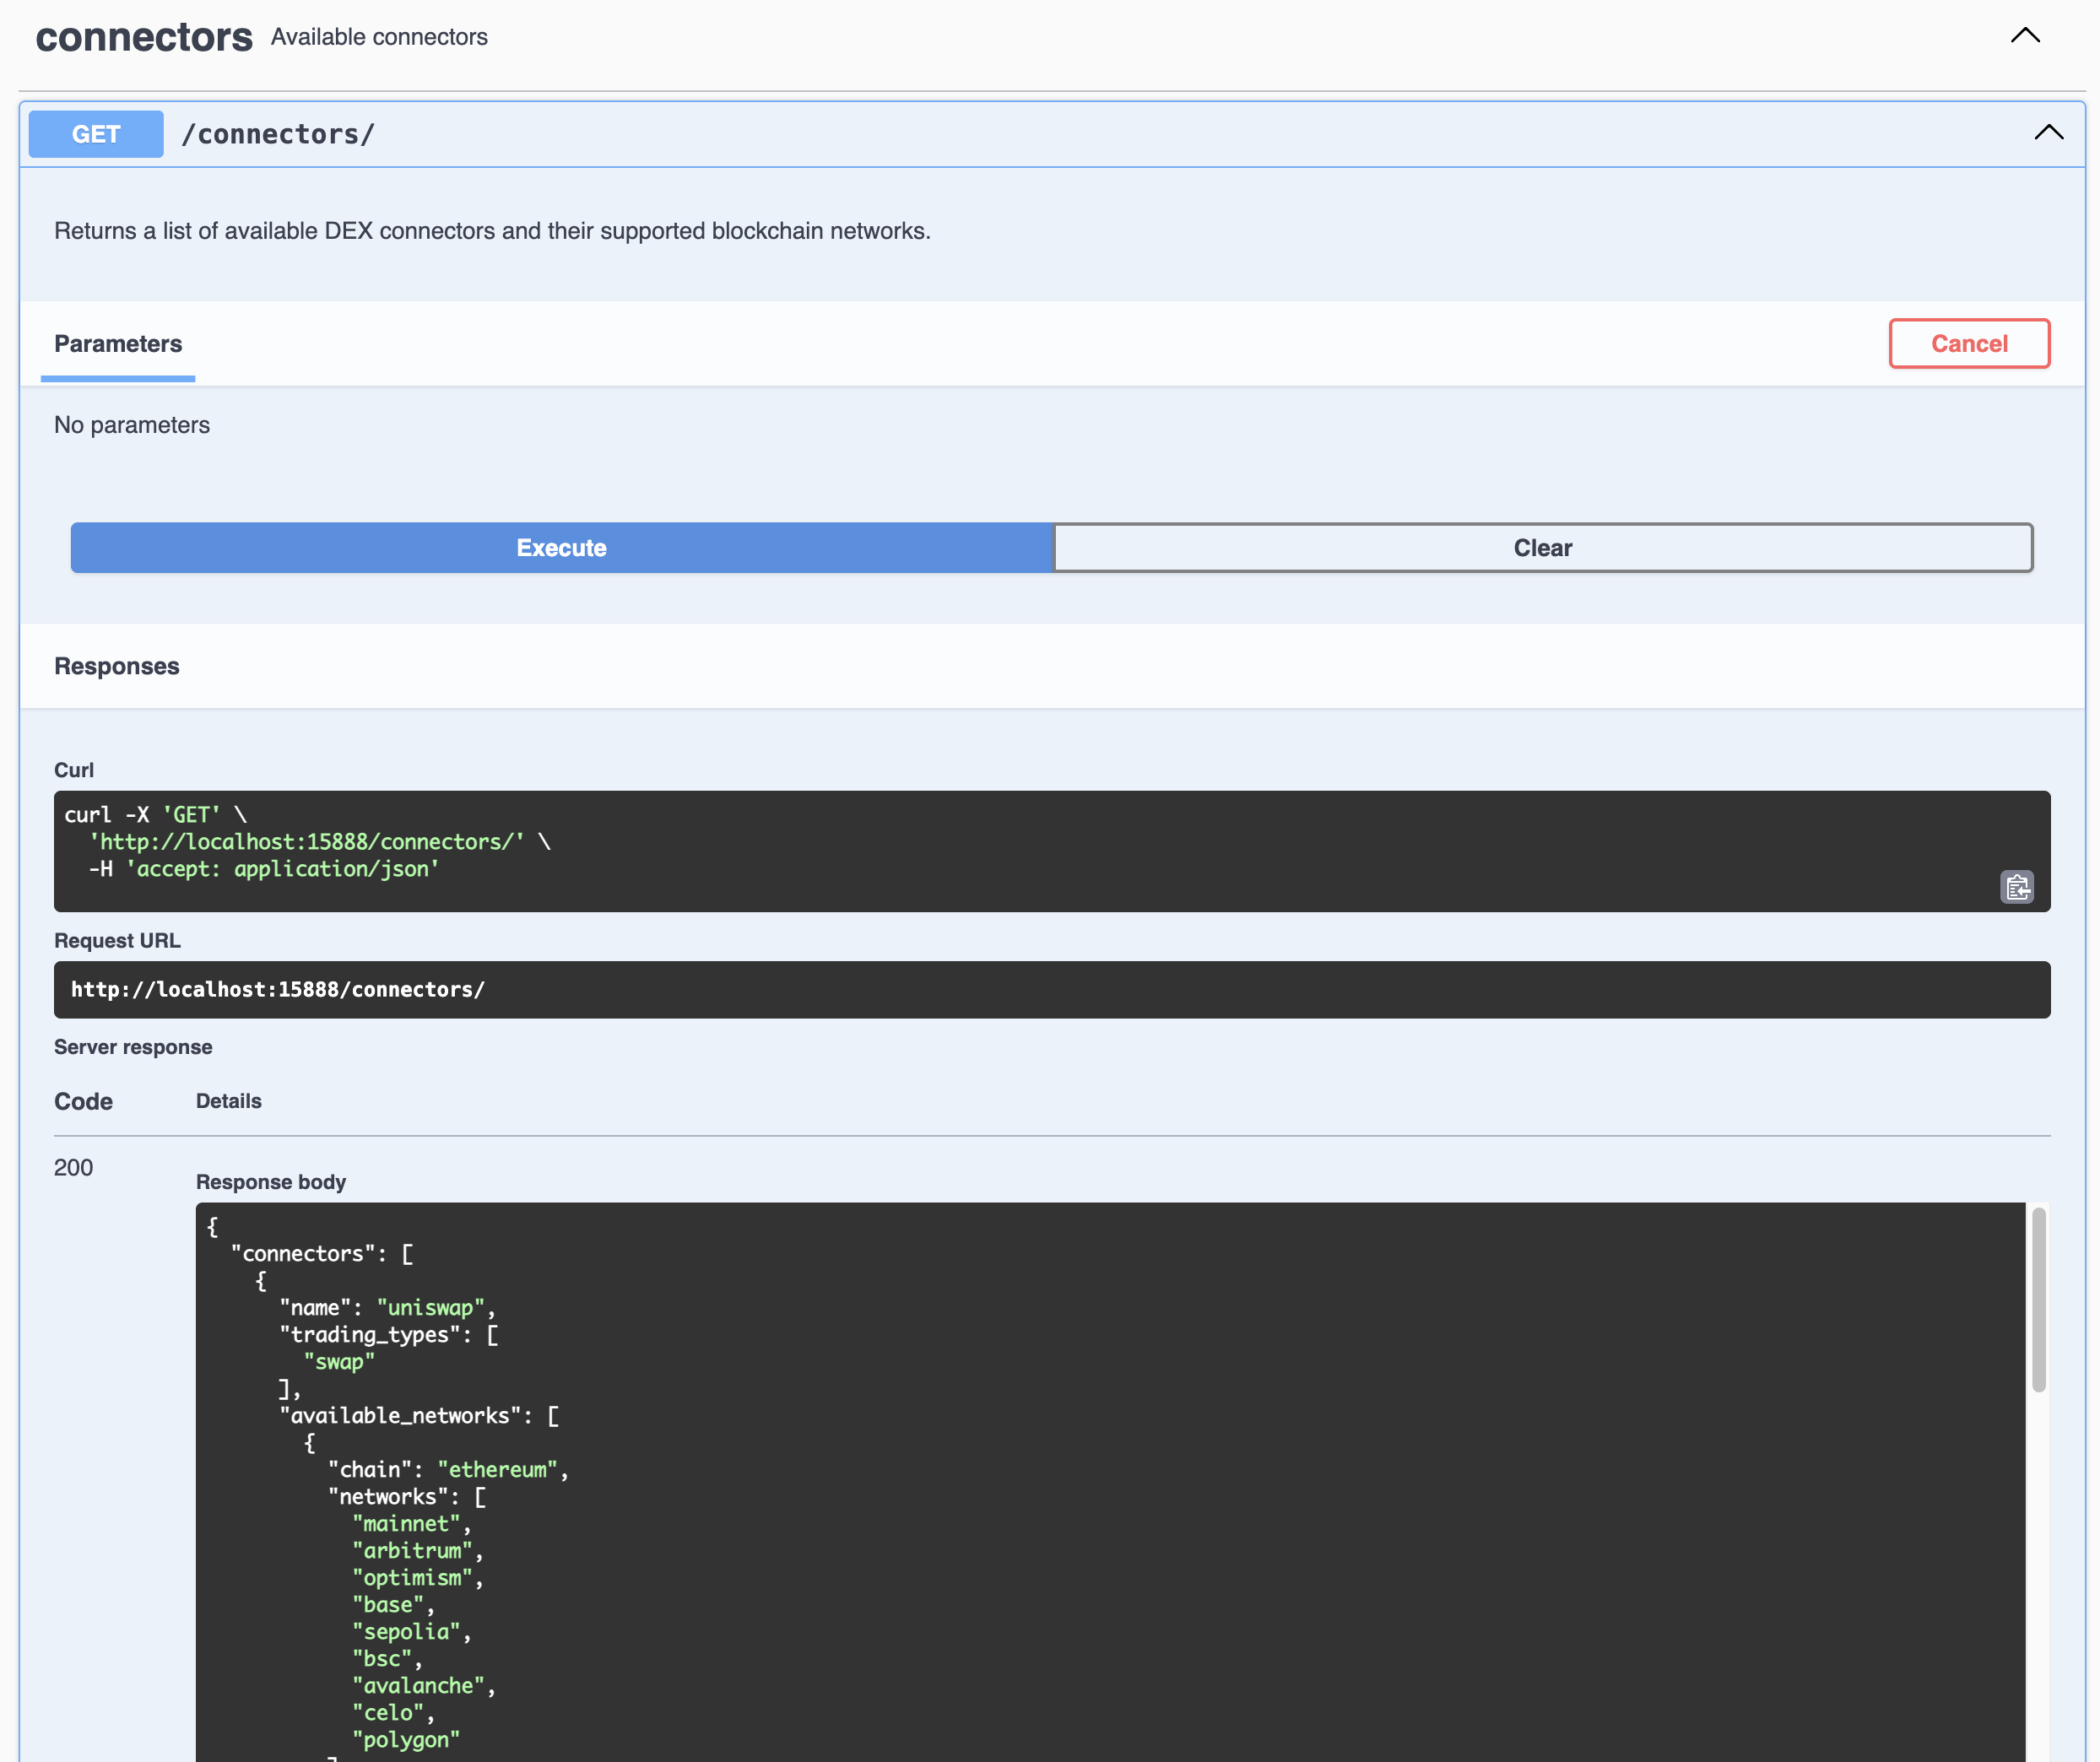 connectors Available connectors
GET /connectors/
Returns a list of available DEX connectors and their supported blockchain networks.
Parameters
Cancel
No parameters
Execute
Clear
Responses
Curl
curl -X 'GET' \
  'http://localhost:15888/connectors/' \
  -H 'accept: application/json'
Request URL
http://localhost:15888/connectors/
Server response
Code Details
200
Response body
{
  "connectors": [
    {
      "name": "uniswap",
      "trading_types": [
        "swap"
      ],
      "available_networks": [
        {
          "chain": "ethereum",
          "networks": [
            "mainnet",
            "arbitrum",
            "optimism",
            "base",
            "sepolia",
            "bsc",
            "avalanche",
            "celo",
            "polygon"